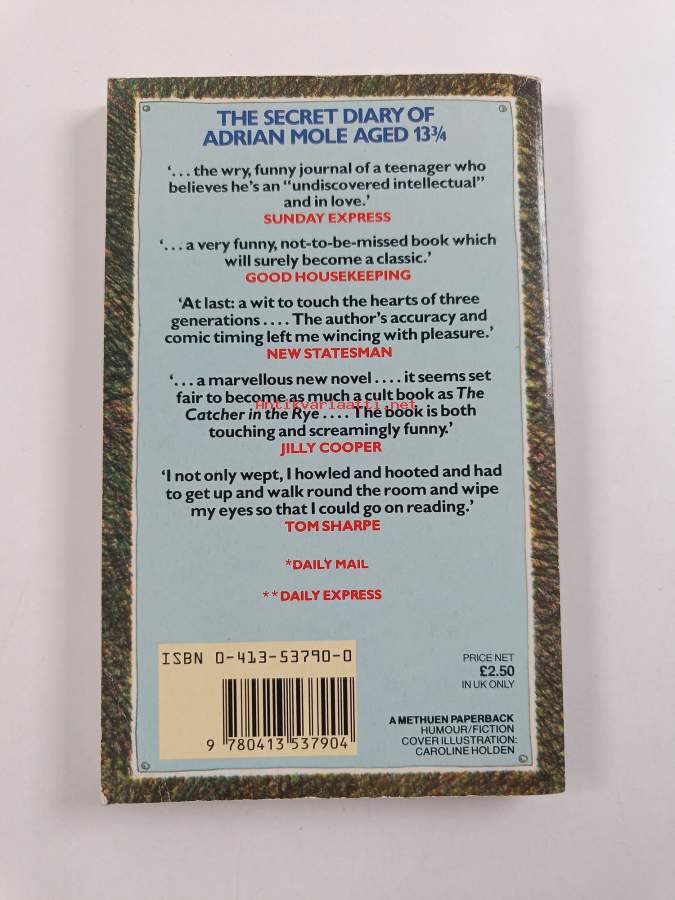 THE SECRET DIARY OF
ADRIAN MOLE AGED 13¾
‘. . . the wry, funny journal of a teenager who
believes he’s an “undiscovered intellectual”
and in love.’
SUNDAY EXPRESS
‘. . . a very funny, not-to-be-missed book which
will surely become a classic.’
GOOD HOUSEKEEPING
‘At last: a wit to touch the hearts of three
generations . . . . The author’s accuracy and
comic timing left me wincing with pleasure.’
NEW STATESMAN
‘. . . a marvellous new novel . . . . it seems set
fair to become as much a cult book as The
Antikvariaatti.net
Catcher in the Rye . . . . The book is both
touching and screamingly funny.’
JILLY COOPER
‘I not only wept, I howled and hooted and had
to get up and walk round the room and wipe
my eyes so that I could go on reading.’
TOM SHARPE
*DAILY MAIL
**DAILY EXPRESS
ISBN 0-413-53790-0
9 780413 537904
PRICE NET
£2.50
IN UK ONLY
A METHUEN PAPERBACK
HUMOUR/FICTION
COVER ILLUSTRATION:
CAROLINE HOLDEN